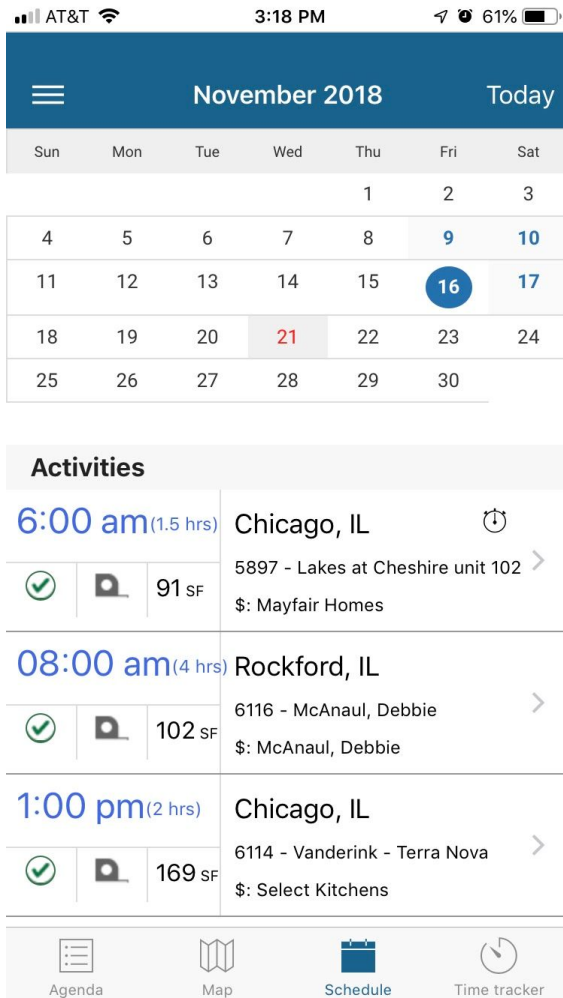 AT&T 3:18 PM 61%
November 2018 Today
Sun Mon Tue Wed Thu Fri Sat
1 2 3
4 5 6 7 8 9 10
11 12 13 14 15 16 17
18 19 20 21 22 23 24
25 26 27 28 29 30
Activities
6:00 am (1.5 hrs)
91 SF
Chicago, IL
5897 - Lakes at Cheshire unit 102
$: Mayfair Homes
08:00 am (4 hrs)
102 SF
Rockford, IL
6116 - McAnaul, Debbie
$: McAnaul, Debbie
1:00 pm (2 hrs)
169 SF
Chicago, IL
6114 - Vanderink - Terra Nova
$: Select Kitchens
Agenda Map Schedule Time tracker